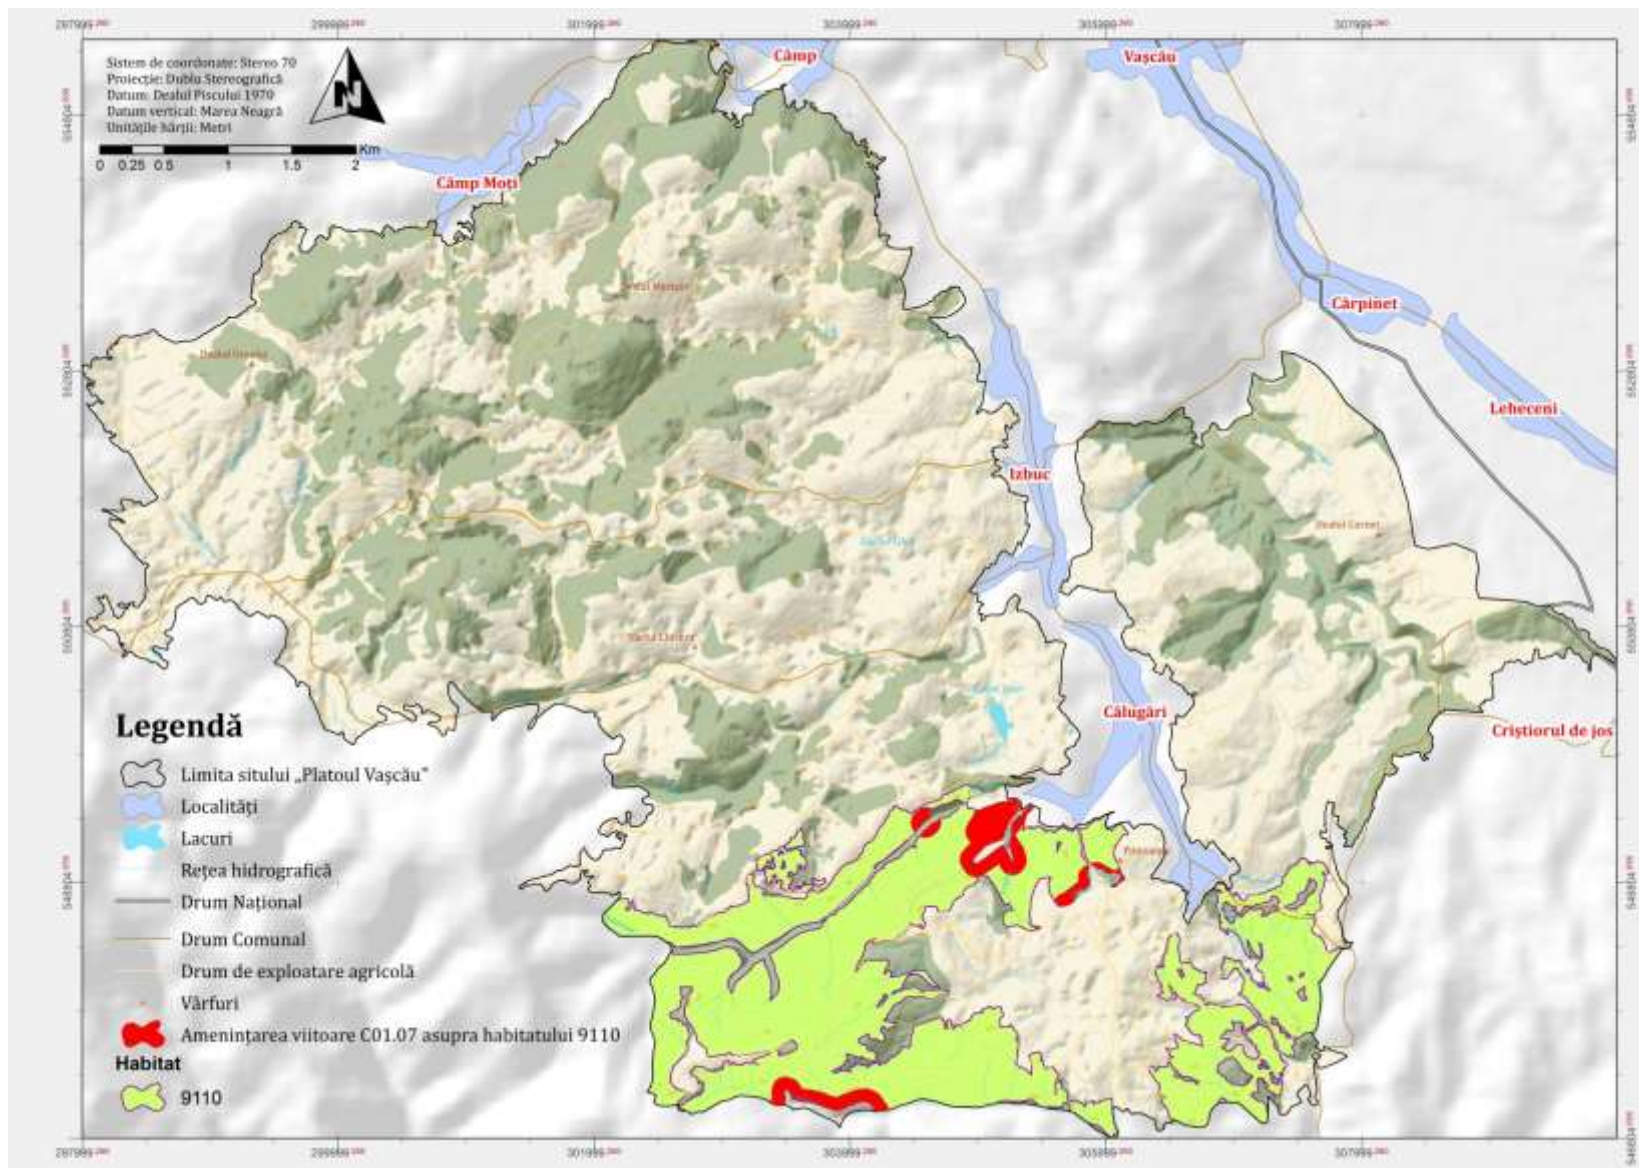 Sistem de coordonate: Stereo 70
Proiecție: Dublu Stereografică
Datum: Dealul Piscului 1970
Datum vertical: Marea Neagră
Unitățile hărții: Metri
N
Km
0 0.25 0.5 1 1.5 2
Câmp
Vașcău
Câmp Moți
Cărpinet
Leheceni
Izbuc
Dealul Cornet
Călugări
Criștiorul de jos
Legendă
Limita sitului „Platoul Vașcău"
Localități
Lacuri
Rețea hidrografică
Drum Național
Drum Comunal
Drum de exploatare agricolă
Vârfuri
Amenințarea viitoare C01.07 asupra habitatului 9110
Habitat
9110